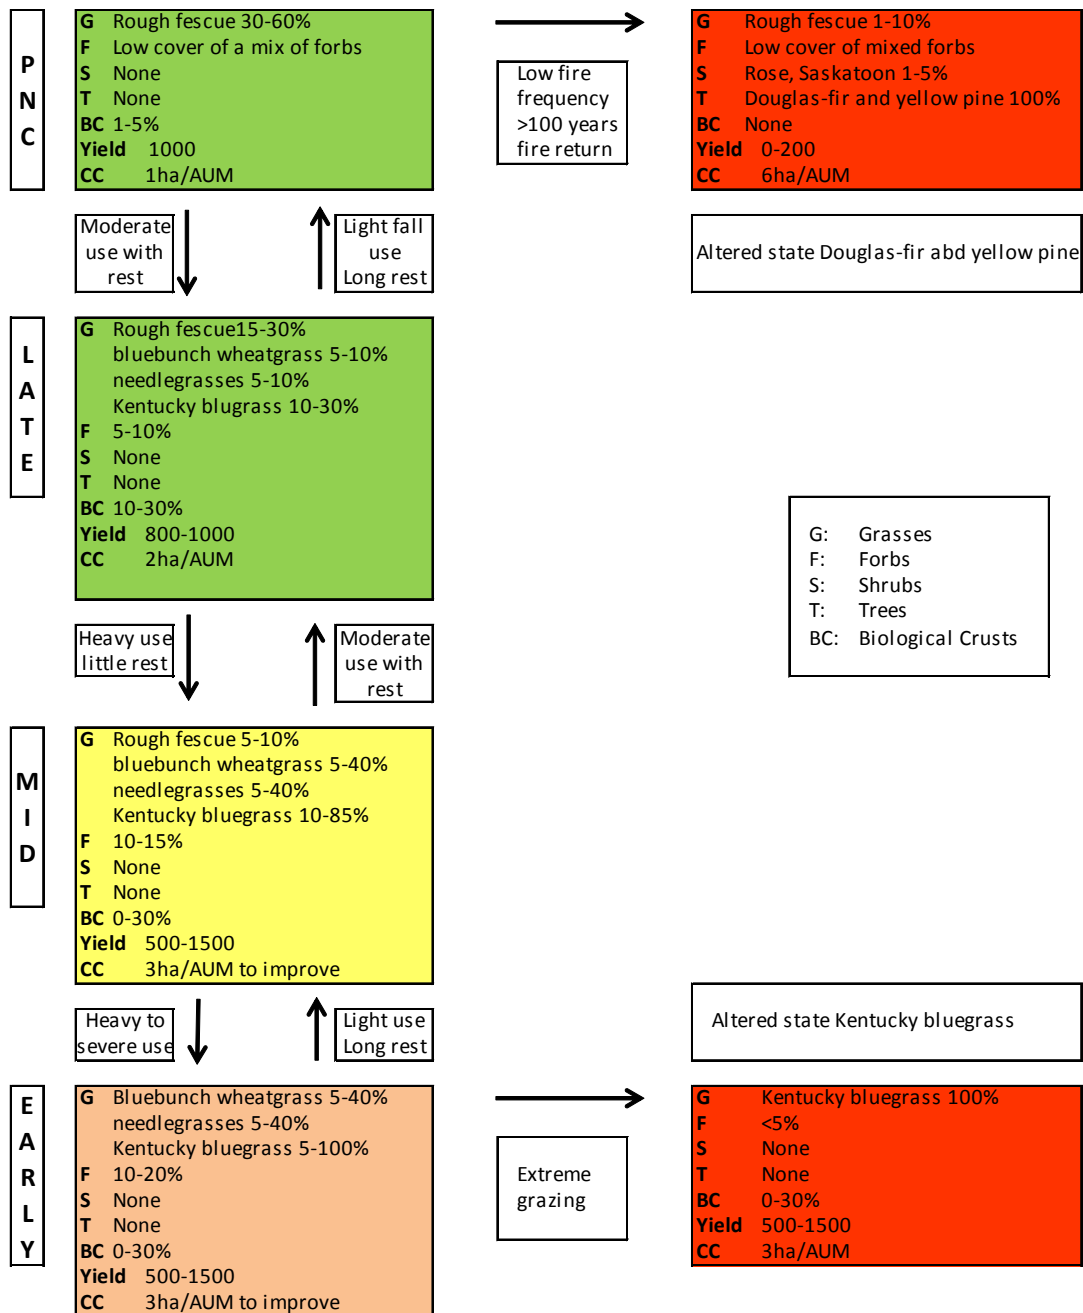 P
N
C
G Rough fescue 30-60%
F Low cover of a mix of forbs
S None
T None
BC 1-5%
Yield 1000
CC 1ha/AUM
Low fire
frequency
>100 years
fire return
G Rough fescue 1-10%
F Low cover of mixed forbs
S Rose, Saskatoon 1-5%
T Douglas-fir and yellow pine 100%
BC None
Yield 0-200
CC 6ha/AUM
Moderate
use with
rest
Light fall
use
Long rest
Altered state Douglas-fir abd yellow pine
L
A
T
E
G Rough fescue15-30%
bluebunch wheatgrass 5-10%
needlegrasses 5-10%
Kentucky blugrass 10-30%
F 5-10%
S None
T None
BC 10-30%
Yield 800-1000
CC 2ha/AUM
G: Grasses
F: Forbs
S: Shrubs
T: Trees
BC: Biological Crusts
Heavy use
little rest
Moderate
use with
rest
M
I
D
G Rough fescue 5-10%
bluebunch wheatgrass 5-40%
needlegrasses 5-40%
Kentucky bluegrass 10-85%
F 10-15%
S None
T None
BC 0-30%
Yield 500-1500
CC 3ha/AUM to improve
Heavy to
severe use
Light use
Long rest
Altered state Kentucky bluegrass
E
A
R
L
Y
G Bluebunch wheatgrass 5-40%
needlegrasses 5-40%
Kentucky bluegrass 5-100%
F 10-20%
S None
T None
BC 0-30%
Yield 500-1500
CC 3ha/AUM to improve
Extreme
grazing
G Kentucky bluegrass 100%
F <5%
S None
T None
BC 0-30%
Yield 500-1500
CC 3ha/AUM